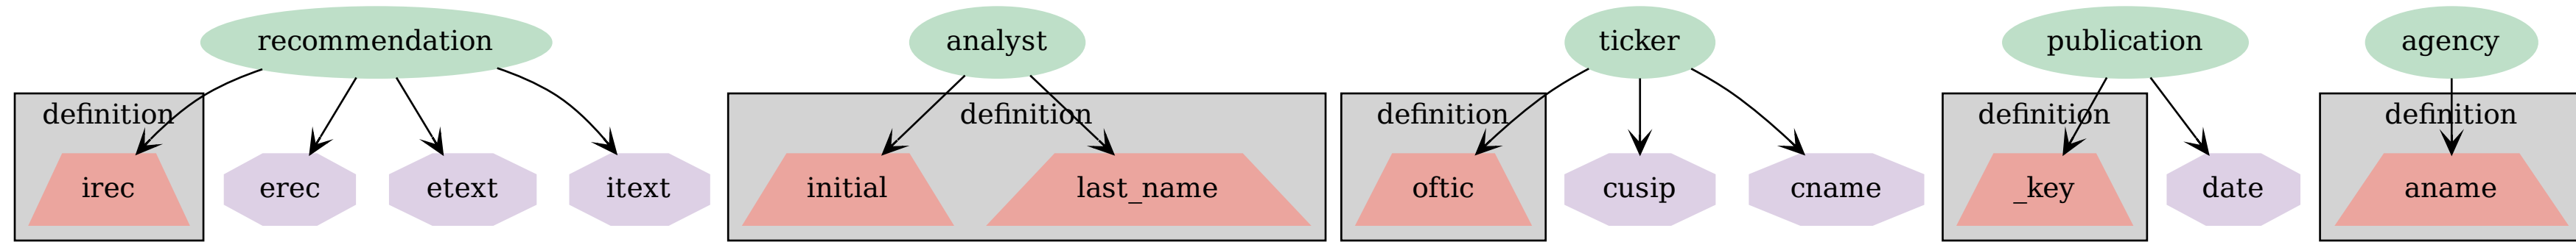 recommendation
analyst
ticker
publication
agency
definition
definition
definition
definition
definition
irec
erec
etext
itext
initial
last_name
oftic
cusip
cname
_key
date
aname